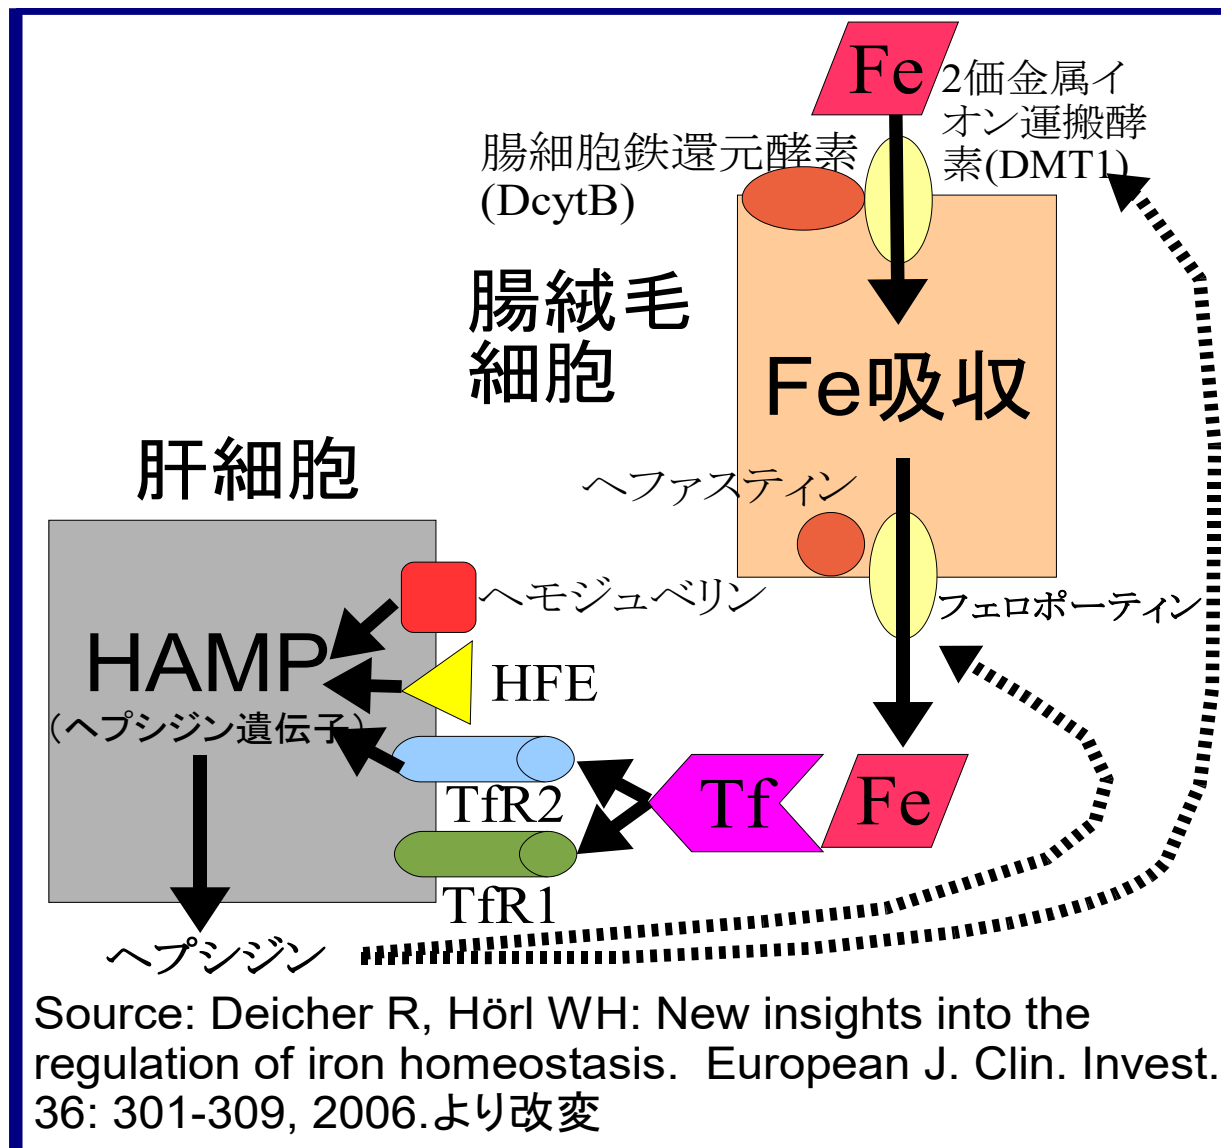 Fe
2価金属イ
オン運搬酵
素(DMT1)
腸細胞鉄還元酵素
(DcytB)
腸絨毛
細胞
Fe吸収
肝細胞
ヘファスティン
ヘモジュベリン
フェロポーティン
HAMP
(ヘプシジン遺伝子)
HFE
TfR2
Tf
Fe
TfR1
ヘプシジン
Source: Deicher R, Hörl WH: New insights into the
regulation of iron homeostasis.  European J. Clin. Invest.
36: 301-309, 2006.より改変